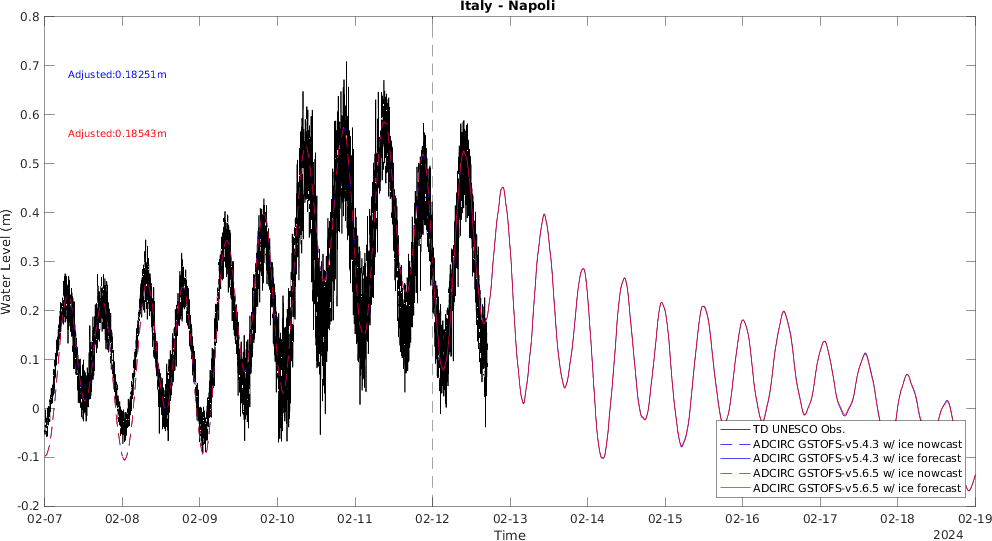 Italy - Napoli
0.8
0.7
0.6
0.5
0.4
0.3
0.2
0.1
0
-0.1
-0.2
Water Level (m)
Adjusted:0.18251m
Adjusted:0.18543m
TD UNESCO Obs.
ADCIRC GSTOFS-v5.4.3 w/ ice nowcast
ADCIRC GSTOFS-v5.4.3 w/ ice forecast
ADCIRC GSTOFS-v5.6.5 w/ ice nowcast
ADCIRC GSTOFS-v5.6.5 w/ ice forecast
02-07 02-08 02-09 02-10 02-11 02-12 02-13 02-14 02-15 02-16 02-17 02-18 02-19
Time
2024